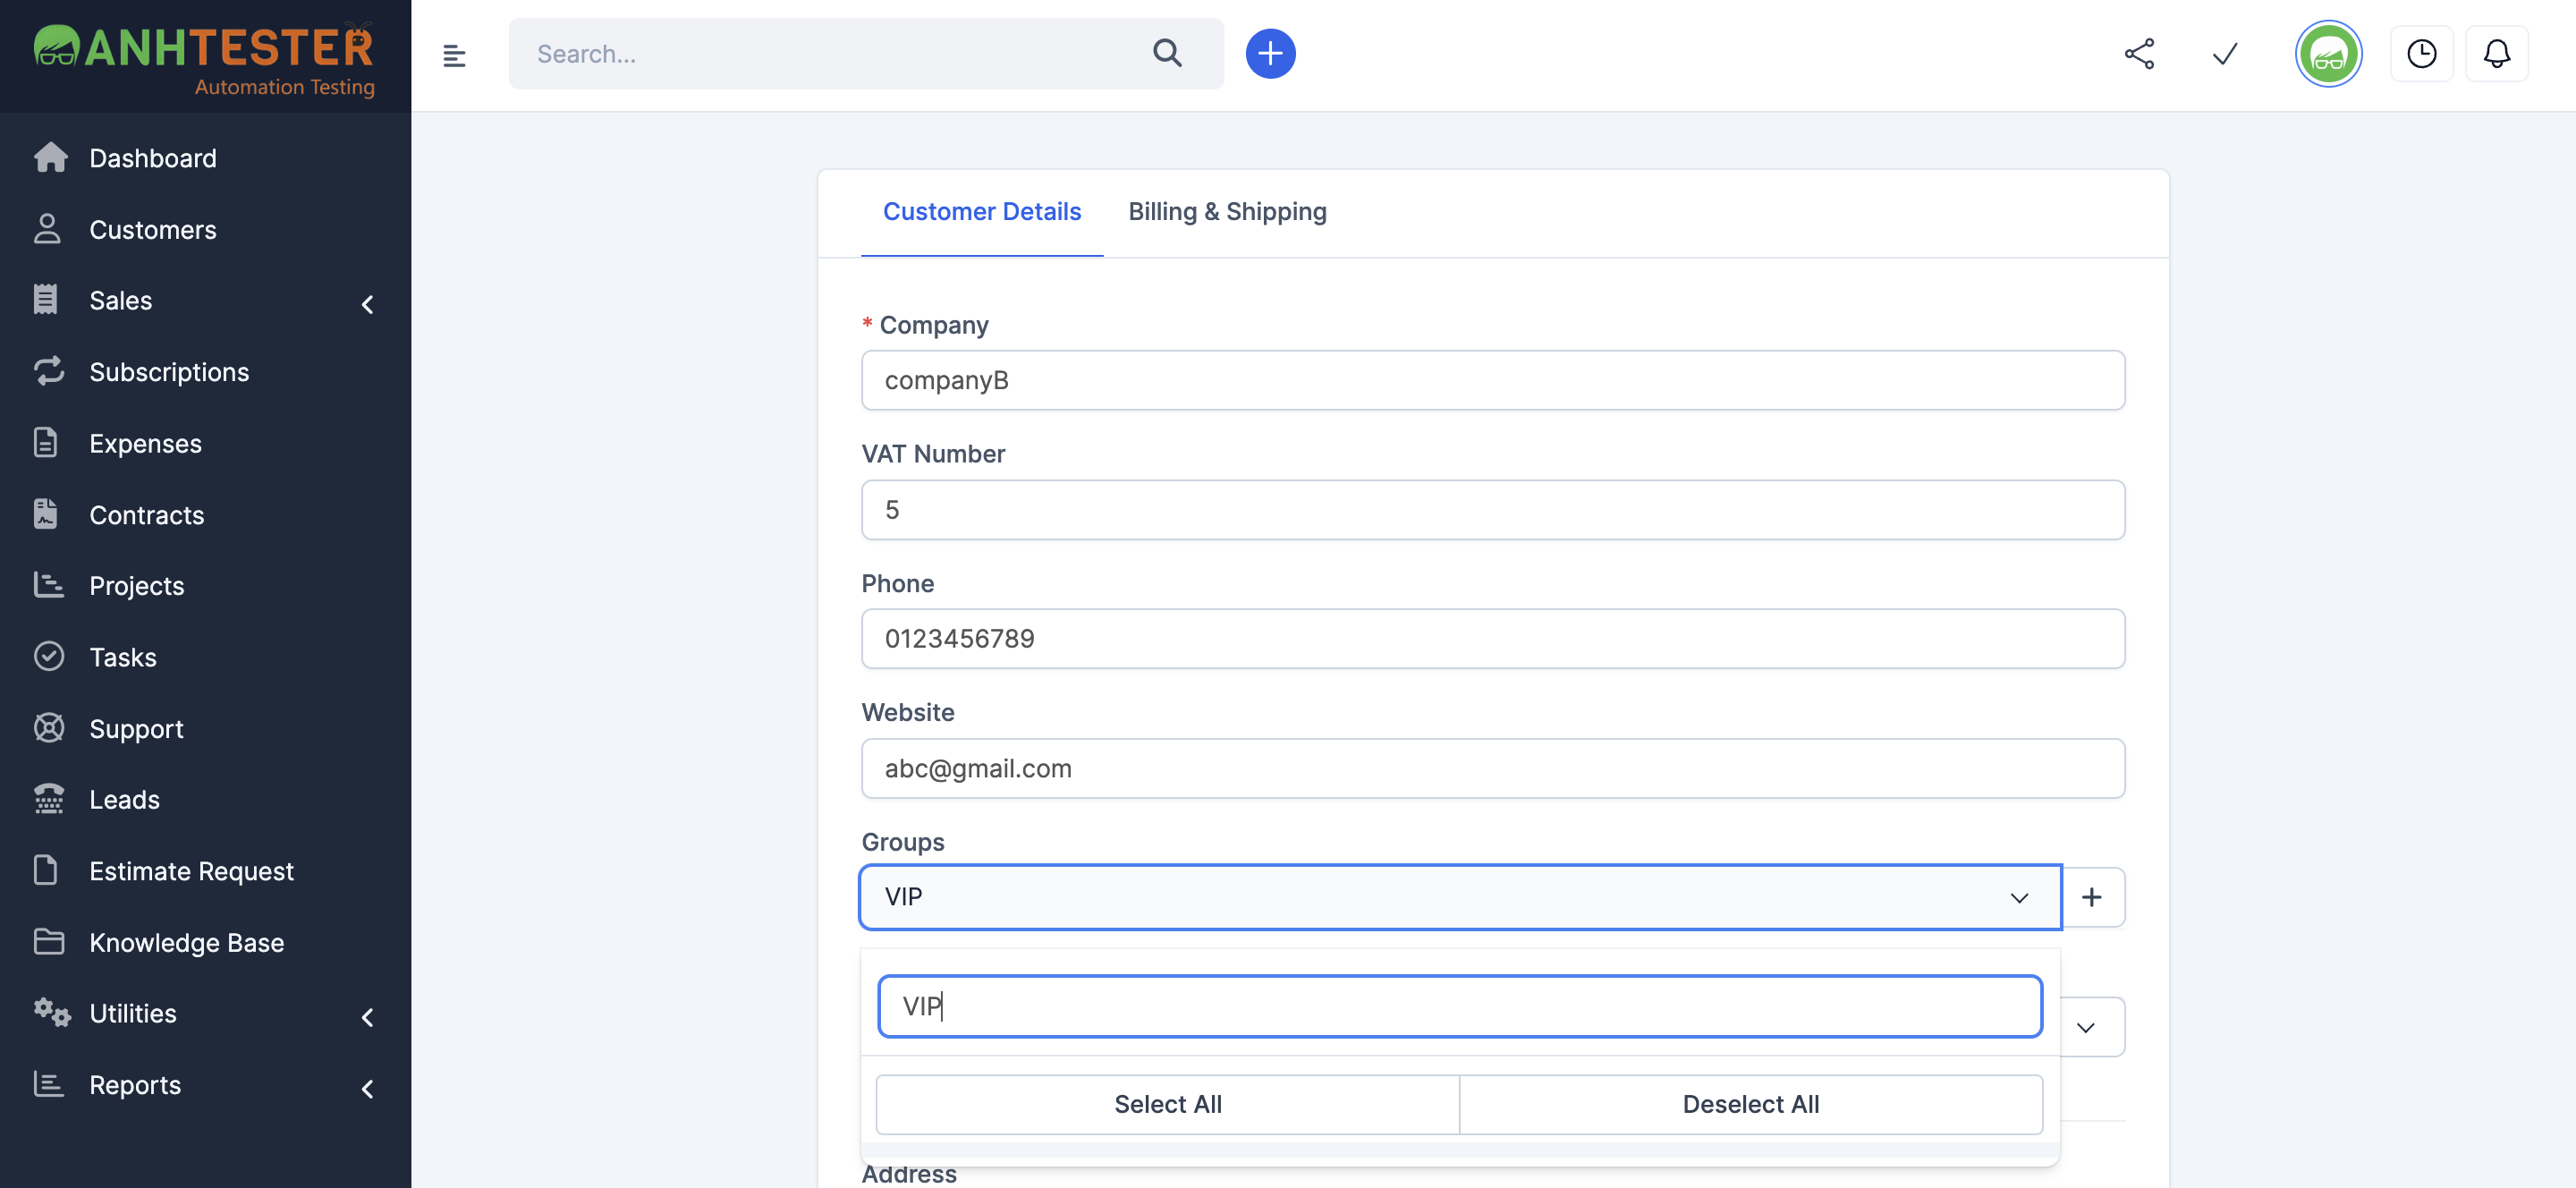 ANHTESTER
Automation Testing
Search...
Dashboard
Customers
Sales
Subscriptions
Expenses
Contracts
Projects
Tasks
Support
Leads
Estimate Request
Knowledge Base
Utilities
Reports
Customer Details
Billing & Shipping
* Company
companyB
VAT Number
5
Phone
0123456789
Website
abc@gmail.com
Groups
VIP
VIP
Select All
Deselect All
Address